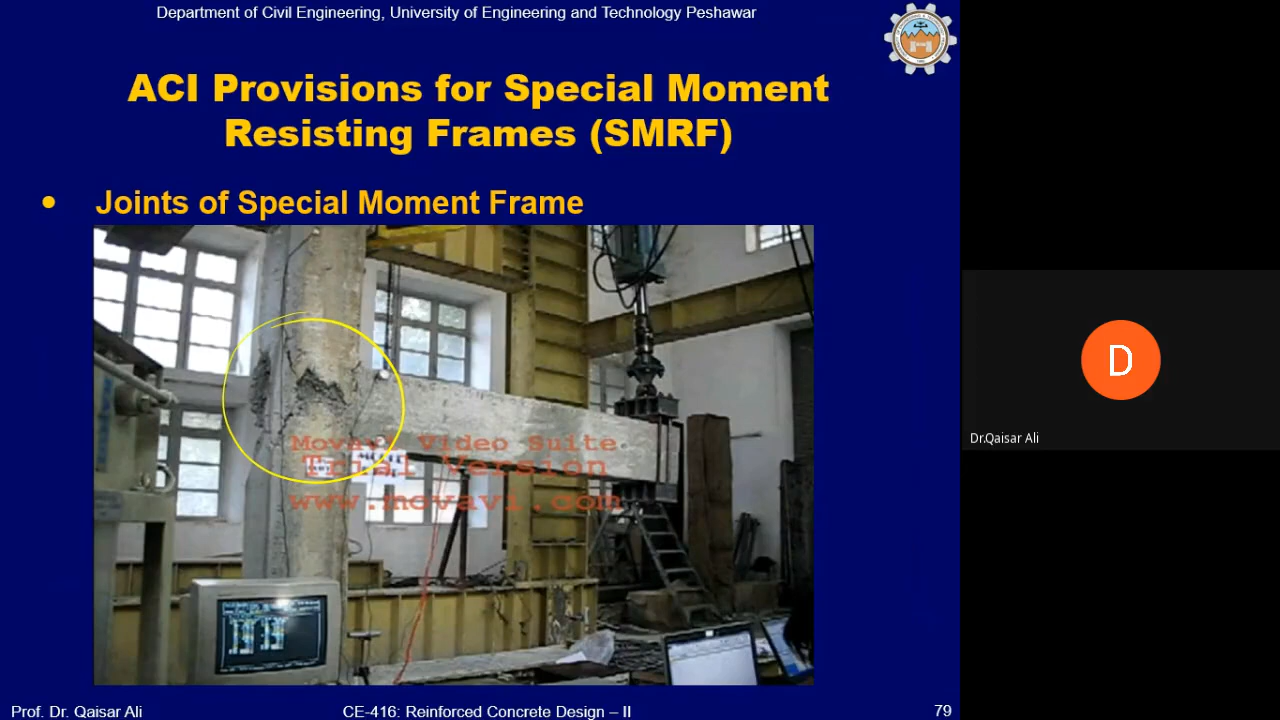 Department of Civil Engineering, University of Engineering and Technology Peshawar
ACI Provisions for Special Moment
Resisting Frames (SMRF)
• Joints of Special Moment Frame
Movavi Video Suite
Trial Version
www.movavi.com
D
Dr.Qaisar Ali
Prof. Dr. Qaisar Ali
CE-416: Reinforced Concrete Design – II
79